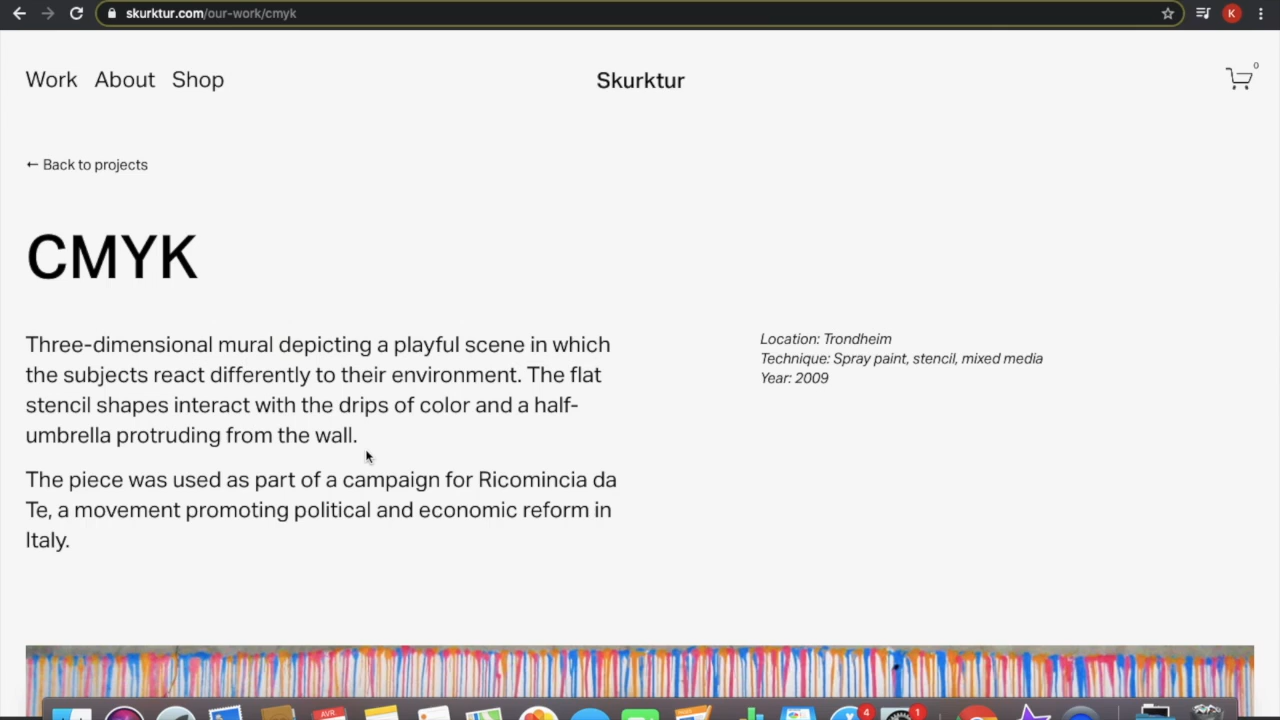 skurktur.com/our-work/cmyk
K
Work About Shop
Skurktur
0
← Back to projects
CMYK
Three-dimensional mural depicting a playful scene in which
the subjects react differently to their environment. The flat
stencil shapes interact with the drips of color and a half-
umbrella protruding from the wall.
The piece was used as part of a campaign for Ricomincia da
Te, a movement promoting political and economic reform in
Italy.
Location: Trondheim
Technique: Spray paint, stencil, mixed media
Year: 2009
AVR
4
1